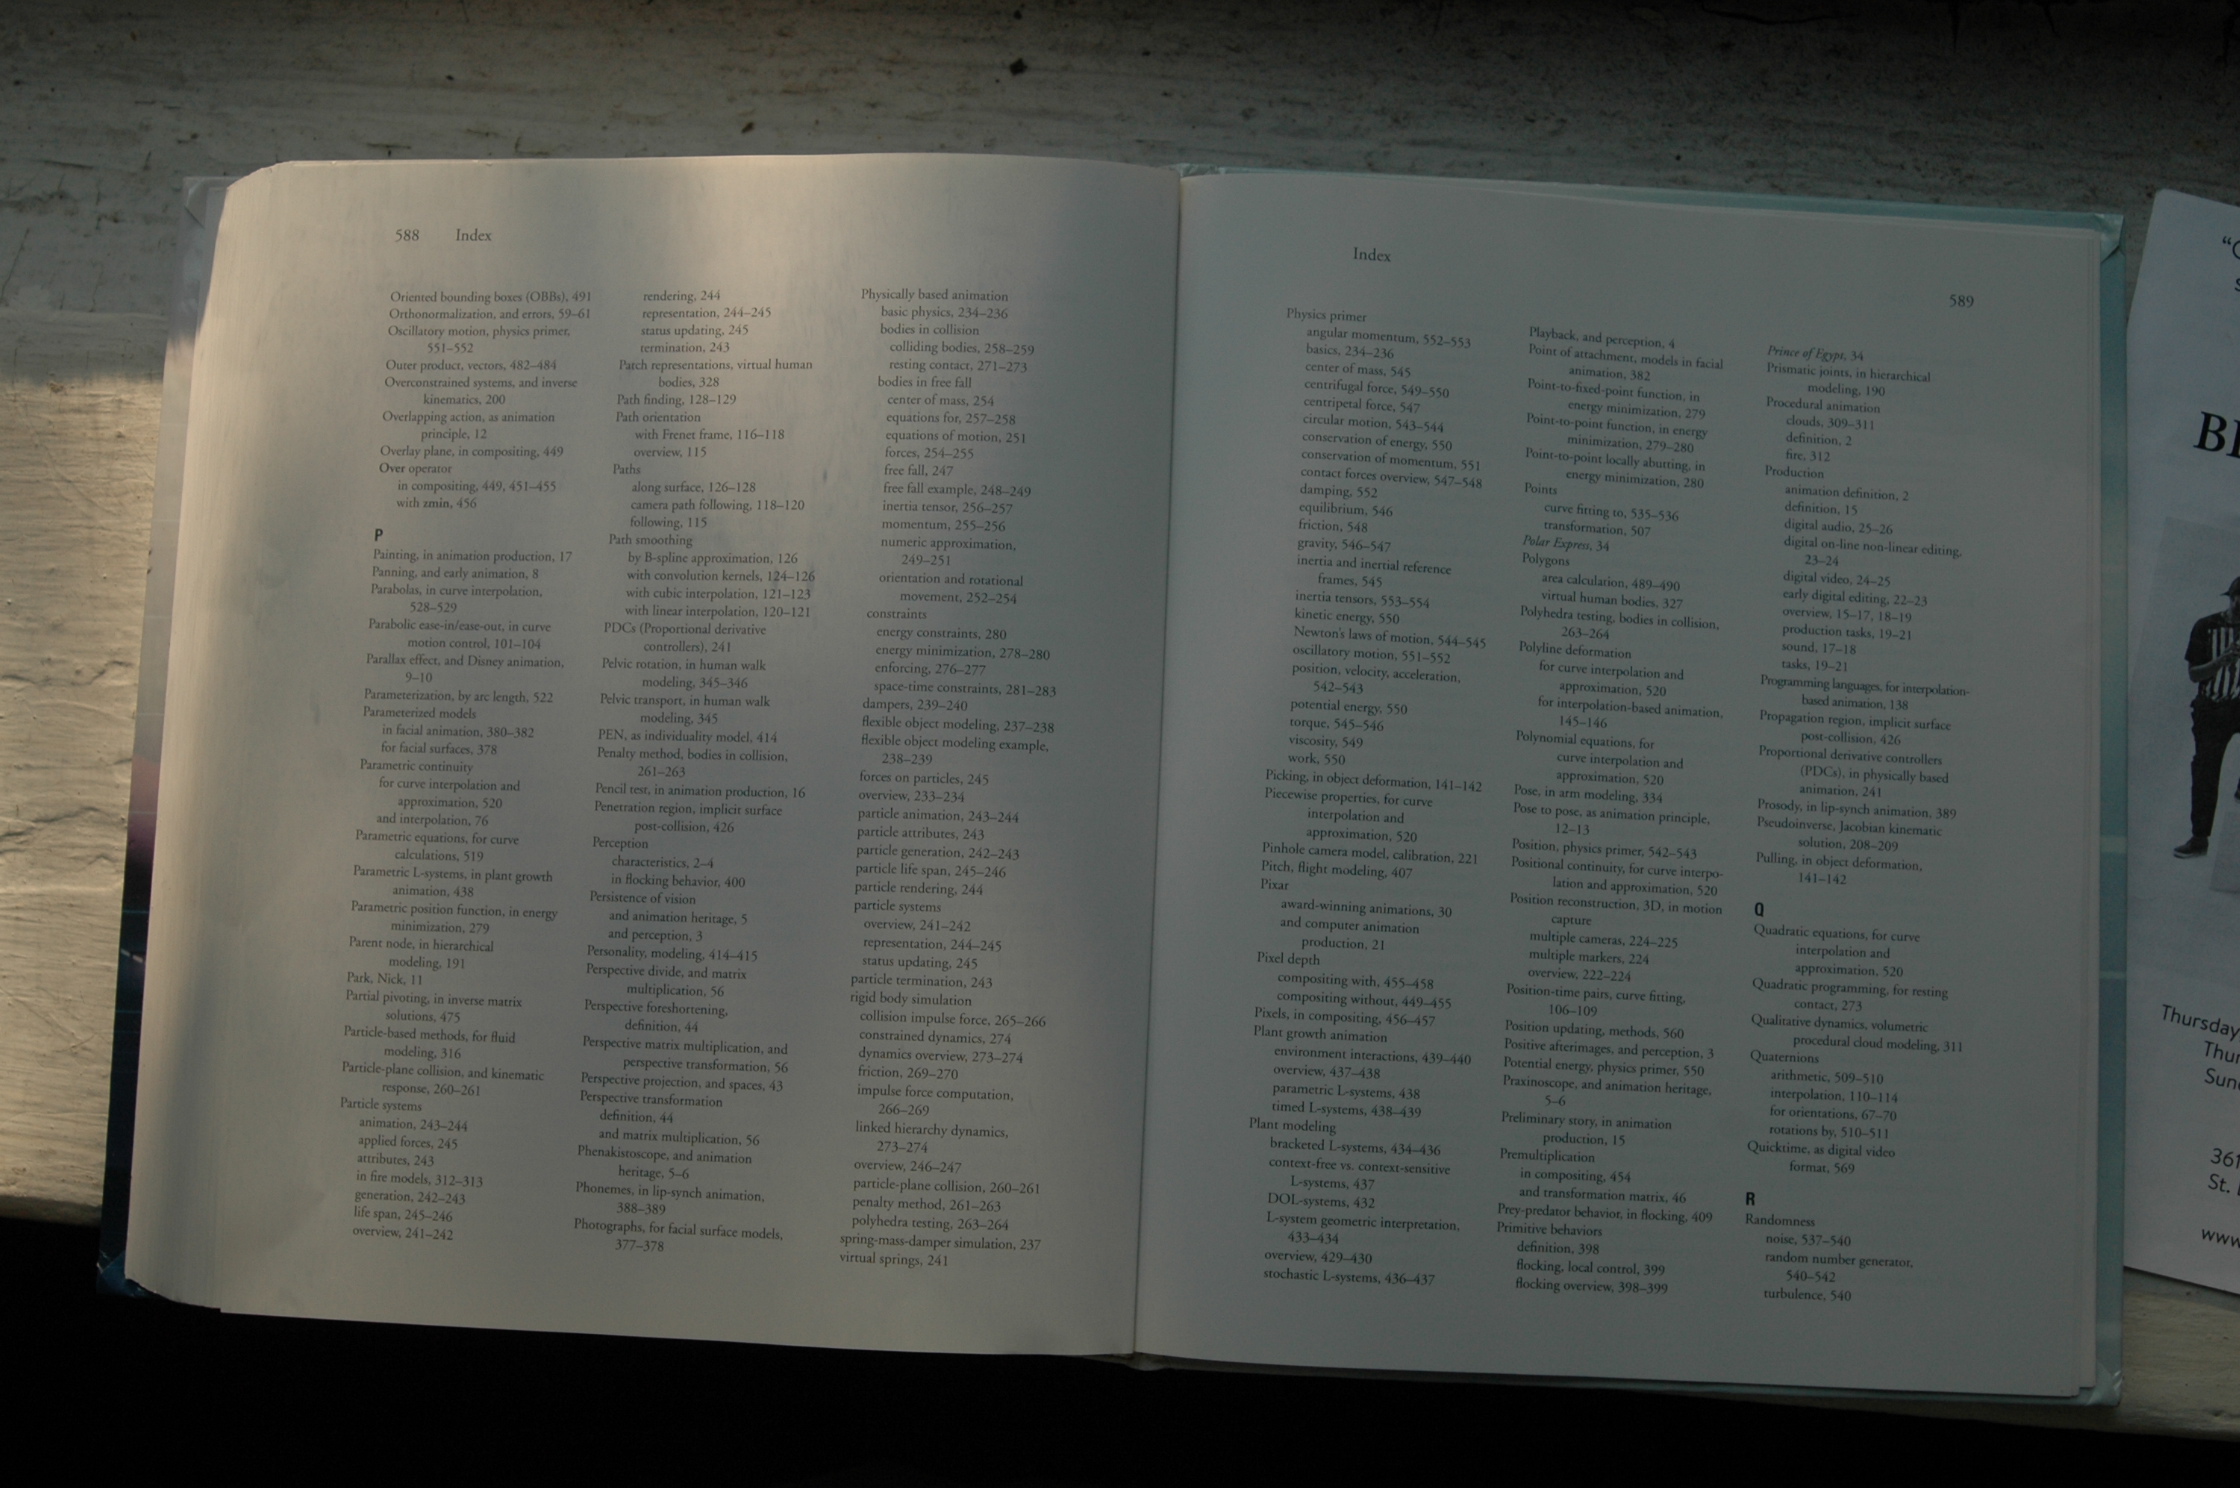 588 Index
Oriented bounding boxes (OBBs), 491
Orthonormalization, and errors, 59–61
Oscillatory motion, physics primer,
551–552
Outer product, vectors, 482–484
Overconstrained systems, and inverse
kinematics, 200
Overlapping action, as animation
principle, 12
Overlay plane, in compositing, 449
Over operator
in compositing, 449, 451–455
with zmin, 456
P
Painting, in animation production, 17
Panning, and early animation, 8
Parabolas, in curve interpolation,
528–529
Parabolic ease-in/ease-out, in curve
motion control, 101–104
Parallax effect, and Disney animation,
9–10
Parameterization, by arc length, 522
Parameterized models
in facial animation, 380–382
for facial surfaces, 378
Parametric continuity
for curve interpolation and
approximation, 520
and interpolation, 76
Parametric equations, for curve
calculations, 519
Parametric L-systems, in plant growth
animation, 438
Parametric position function, in energy
minimization, 279
Parent node, in hierarchical
modeling, 191
Park, Nick, 11
Partial pivoting, in inverse matrix
solutions, 475
Particle-based methods, for fluid
modeling, 316
Particle-plane collision, and kinematic
response, 260–261
Particle systems
animation, 243–244
applied forces, 245
attributes, 243
in fire models, 312–313
generation, 242–243
life span, 245–246
overview, 241–242
rendering, 244
representation, 244–245
status updating, 245
termination, 243
Patch representations, virtual human
bodies, 328
Path finding, 128–129
Path orientation
with Frenet frame, 116–118
overview, 115
Paths
along surface, 126–128
camera path following, 118–120
following, 115
Path smoothing
by B-spline approximation, 126
with convolution kernels, 124–126
with cubic interpolation, 121–123
with linear interpolation, 120–121
PDCs (Proportional derivative
controllers), 241
Pelvic rotation, in human walk
modeling, 345–346
Pelvic transport, in human walk
modeling, 345
PEN, as individuality model, 414
Penalty method, bodies in collision,
261–263
Pencil test, in animation production, 16
Penetration region, implicit surface
post-collision, 426
Perception
characteristics, 2–4
in flocking behavior, 400
Persistence of vision
and animation heritage, 5
and perception, 3
Personality, modeling, 414–415
Perspective divide, and matrix
multiplication, 56
Perspective foreshortening,
definition, 44
Perspective matrix multiplication, and
perspective transformation, 56
Perspective projection, and spaces, 43
Perspective transformation
definition, 44
and matrix multiplication, 56
Phenakistoscope, and animation
heritage, 5–6
Phonemes, in lip-synch animation,
388–389
Photographs, for facial surface models,
377–378
Physically based animation
basic physics, 234–236
bodies in collision
colliding bodies, 258–259
resting contact, 271–273
bodies in free fall
center of mass, 254
equations for, 257–258
equations of motion, 251
forces, 254–255
free fall, 247
free fall example, 248–249
inertia tensor, 256–257
momentum, 255–256
numeric approximation,
249–251
orientation and rotational
movement, 252–254
constraints
energy constraints, 280
energy minimization, 278–280
enforcing, 276–277
space-time constraints, 281–283
dampers, 239–240
flexible object modeling, 237–238
flexible object modeling example,
238–239
forces on particles, 245
overview, 233–234
particle animation, 243–244
particle attributes, 243
particle generation, 242–243
particle life span, 245–246
particle rendering, 244
particle systems
overview, 241–242
representation, 244–245
status updating, 245
particle termination, 243
rigid body simulation
collision impulse force, 265–266
constrained dynamics, 274
dynamics overview, 273–274
friction, 269–270
impulse force computation,
266–269
linked hierarchy dynamics,
273–274
overview, 246–247
particle-plane collision, 260–261
penalty method, 261–263
polyhedra testing, 263–264
spring-mass-damper simulation, 237
virtual springs, 241
Index
589
Physics primer
angular momentum, 552–553
basics, 234–236
center of mass, 545
centrifugal force, 549–550
centripetal force, 547
circular motion, 543–544
conservation of energy, 550
conservation of momentum, 551
contact forces overview, 547–548
damping, 552
equilibrium, 546
friction, 548
gravity, 546–547
inertia and inertial reference
frames, 545
inertia tensors, 553–554
kinetic energy, 550
Newton's laws of motion, 544–545
oscillatory motion, 551–552
position, velocity, acceleration,
542–543
potential energy, 550
torque, 545–546
viscosity, 549
work, 550
Picking, in object deformation, 141–142
Piecewise properties, for curve
interpolation and
approximation, 520
Pinhole camera model, calibration, 221
Pitch, flight modeling, 407
Pixar
award-winning animations, 30
and computer animation
production, 21
Pixel depth
compositing with, 455–458
compositing without, 449–455
Pixels, in compositing, 456–457
Plant growth animation
environment interactions, 439–440
overview, 437–438
parametric L-systems, 438
timed L-systems, 438–439
Plant modeling
bracketed L-systems, 434–436
context-free vs. context-sensitive
L-systems, 437
DOL-systems, 432
L-system geometric interpretation,
433–434
overview, 429–430
stochastic L-systems, 436–437
Playback, and perception, 4
Point of attachment, models in facial
animation, 382
Point-to-fixed-point function, in
energy minimization, 279
Point-to-point function, in energy
minimization, 279–280
Point-to-point locally abutting, in
energy minimization, 280
Points
curve fitting to, 535–536
transformation, 507
Polar Express, 34
Polygons
area calculation, 489–490
virtual human bodies, 327
Polyhedra testing, bodies in collision,
263–264
Polyline deformation
for curve interpolation and
approximation, 520
for interpolation-based animation,
145–146
Polynomial equations, for
curve interpolation and
approximation, 520
Pose, in arm modeling, 334
Pose to pose, as animation principle,
12–13
Position, physics primer, 542–543
Positional continuity, for curve interpo-
lation and approximation, 520
Position reconstruction, 3D, in motion
capture
multiple cameras, 224–225
multiple markers, 224
overview, 222–224
Position-time pairs, curve fitting,
106–109
Position updating, methods, 560
Positive afterimages, and perception, 3
Potential energy, physics primer, 550
Praxinoscope, and animation heritage,
5–6
Preliminary story, in animation
production, 15
Premultiplication
in compositing, 454
and transformation matrix, 46
Prey-predator behavior, in flocking, 409
Primitive behaviors
definition, 398
flocking, local control, 399
flocking overview, 398–399
Prince of Egypt, 34
Prismatic joints, in hierarchical
modeling, 190
Procedural animation
clouds, 309–311
definition, 2
fire, 312
Production
animation definition, 2
definition, 15
digital audio, 25–26
digital on-line non-linear editing,
23–24
digital video, 24–25
early digital editing, 22–23
overview, 15–17, 18–19
production tasks, 19–21
sound, 17–18
tasks, 19–21
Programming languages, for interpolation-
based animation, 138
Propagation region, implicit surface
post-collision, 426
Proportional derivative controllers
(PDCs), in physically based
animation, 241
Prosody, in lip-synch animation, 389
Pseudoinverse, Jacobian kinematic
solution, 208–209
Pulling, in object deformation,
141–142
Q
Quadratic equations, for curve
interpolation and
approximation, 520
Quadratic programming, for resting
contact, 273
Qualitative dynamics, volumetric
procedural cloud modeling, 311
Quaternions
arithmetic, 509–510
interpolation, 110–114
for orientations, 67–70
rotations by, 510–511
Quicktime, as digital video
format, 569
R
Randomness
noise, 537–540
random number generator,
540–542
turbulence, 540
Thursday
361
St.
www